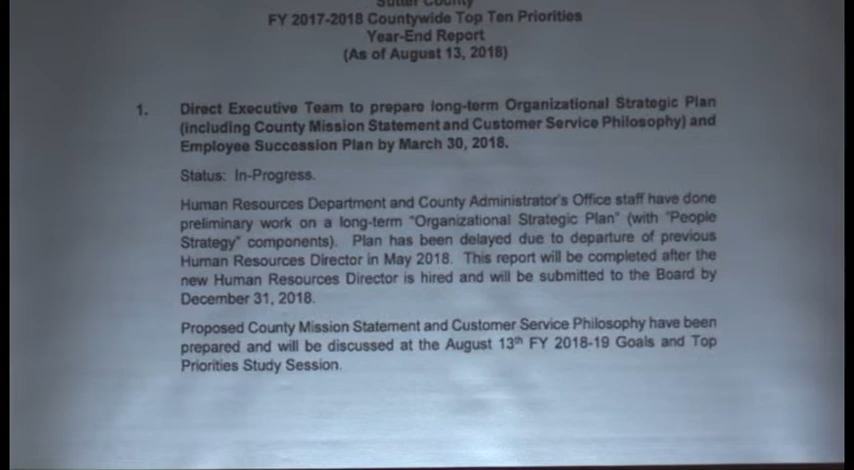 Sutter County
FY 2017-2018 Countywide Top Ten Priorities
Year-End Report
(As of August 13, 2018)
1. Direct Executive Team to prepare long-term Organizational Strategic Plan
(including County Mission Statement and Customer Service Philosophy) and
Employee Succession Plan by March 30, 2018.
Status: In-Progress.
Human Resources Department and County Administrator's Office staff have done
preliminary work on a long-term "Organizational Strategic Plan" (with "People
Strategy" components). Plan has been delayed due to departure of previous
Human Resources Director in May 2018. This report will be completed after the
new Human Resources Director is hired and will be submitted to the Board by
December 31, 2018.
Proposed County Mission Statement and Customer Service Philosophy have been
prepared and will be discussed at the August 13th FY 2018-19 Goals and Top
Priorities Study Session.